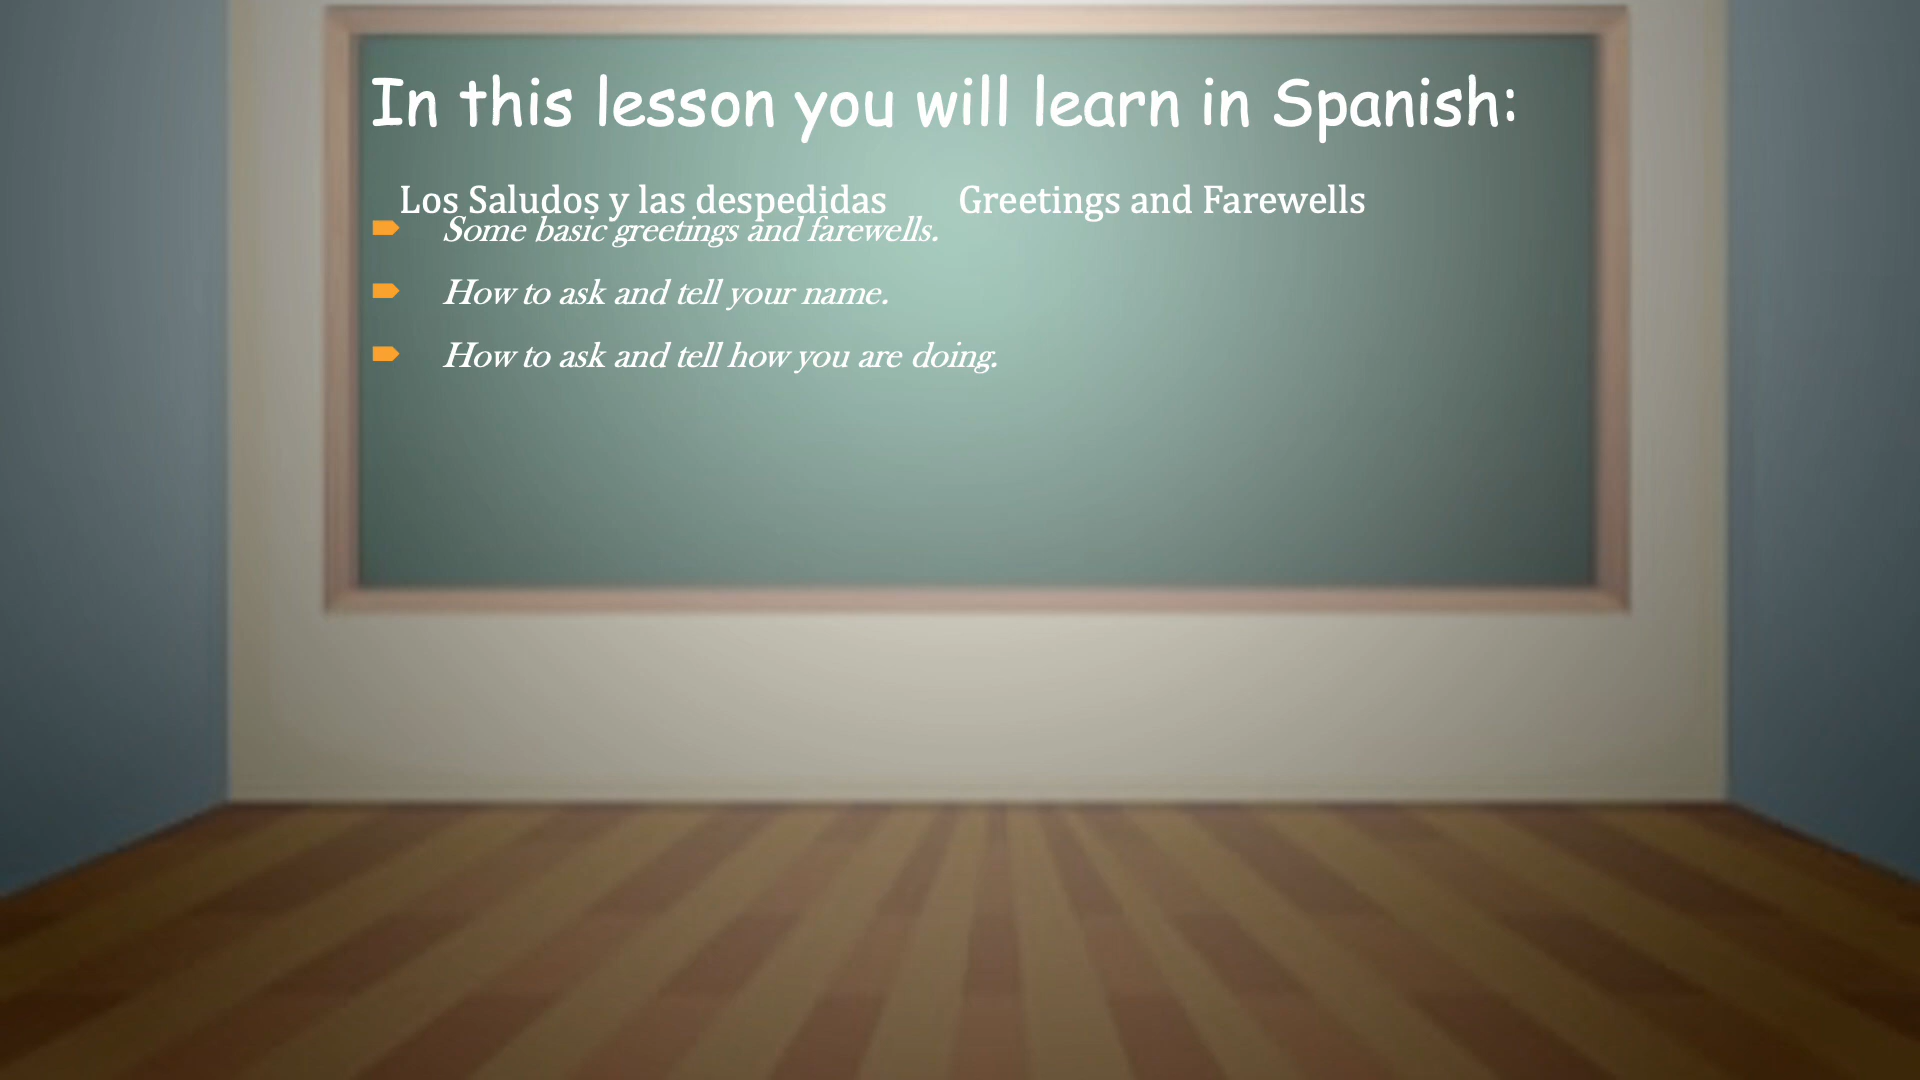 In this lesson you will learn in Spanish:
Los Saludos y las despedidas Greetings and Farewells
Some basic greetings and farewells.
How to ask and tell your name.
How to ask and tell how you are doing.